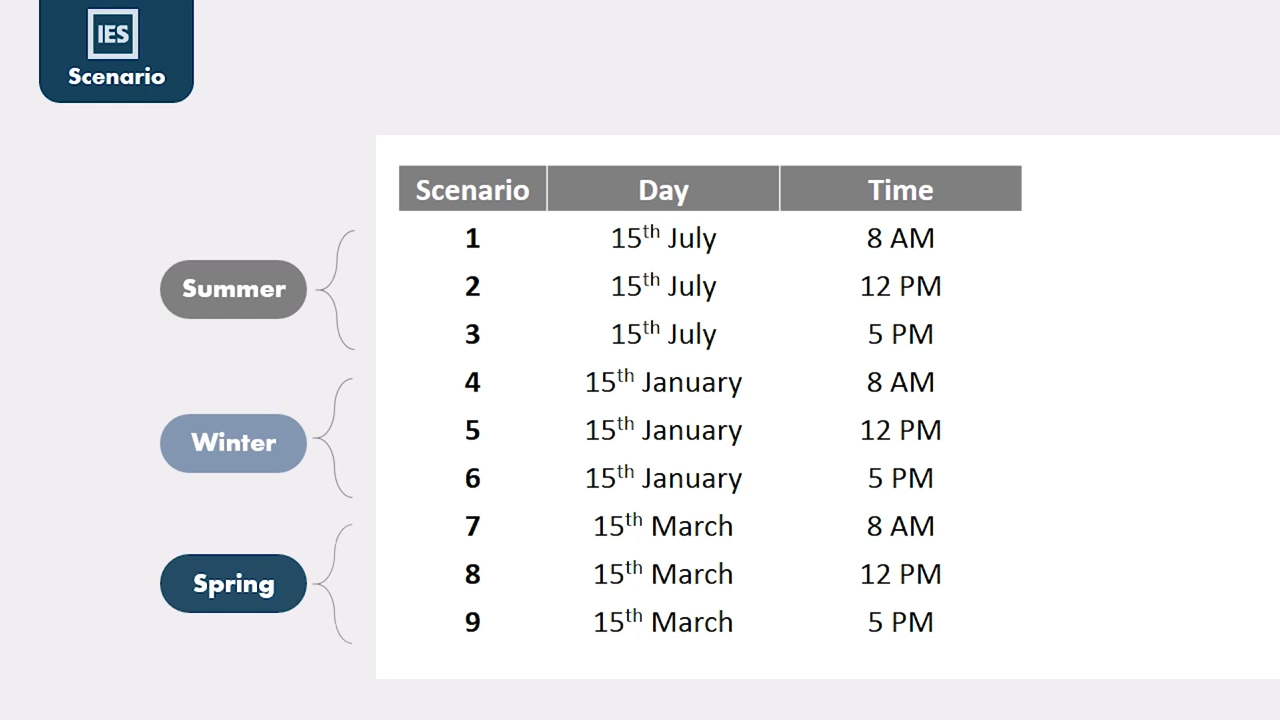 IES
Scenario
Scenario Day Time
1 15th July 8 AM
Summer
2 15th July 12 PM
3 15th July 5 PM
4 15th January 8 AM
Winter
5 15th January 12 PM
6 15th January 5 PM
7 15th March 8 AM
Spring
8 15th March 12 PM
9 15th March 5 PM